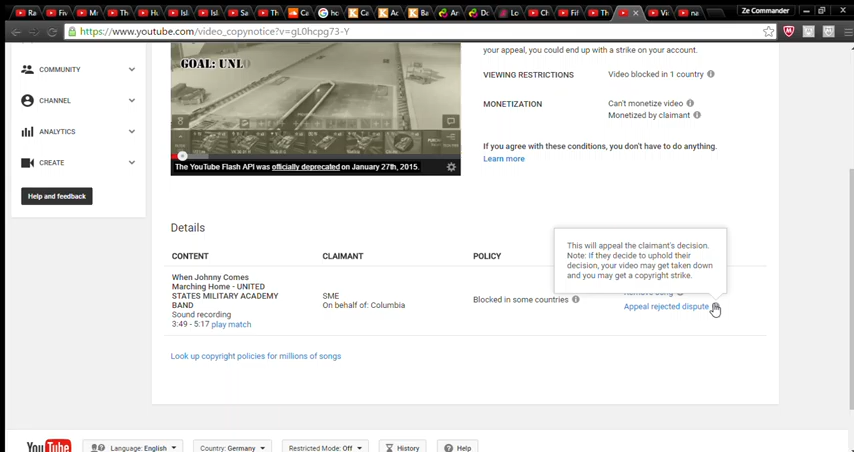 Ze Commander
https://www.youtube.com/video_copynotice?v=gL0hcpg73-Y
your appeal, you could end up with a strike on your account.
COMMUNITY
CHANNEL
ANALYTICS
CREATE
Help and feedback
GOAL: UNL
The YouTube Flash API was officially deprecated on January 27th, 2015.
VIEWING RESTRICTIONS
Video blocked in 1 country
MONETIZATION
Can't monetize video
Monetized by claimant
If you agree with these conditions, you don't have to do anything.
Learn more
Details
CONTENT CLAIMANT POLICY
This will appeal the claimant's decision.
Note: If they decide to uphold their
decision, your video may get taken down
and you may get a copyright strike.
When Johnny Comes
Marching Home - UNITED
STATES MILITARY ACADEMY
BAND
Sound recording
3:49 - 5:17 play match
SME
On behalf of: Columbia
Blocked in some countries
Remove song
Appeal rejected dispute
Look up copyright policies for millions of songs
YouTube
Language: English
Country: Germany
Restricted Mode: Off
History
Help